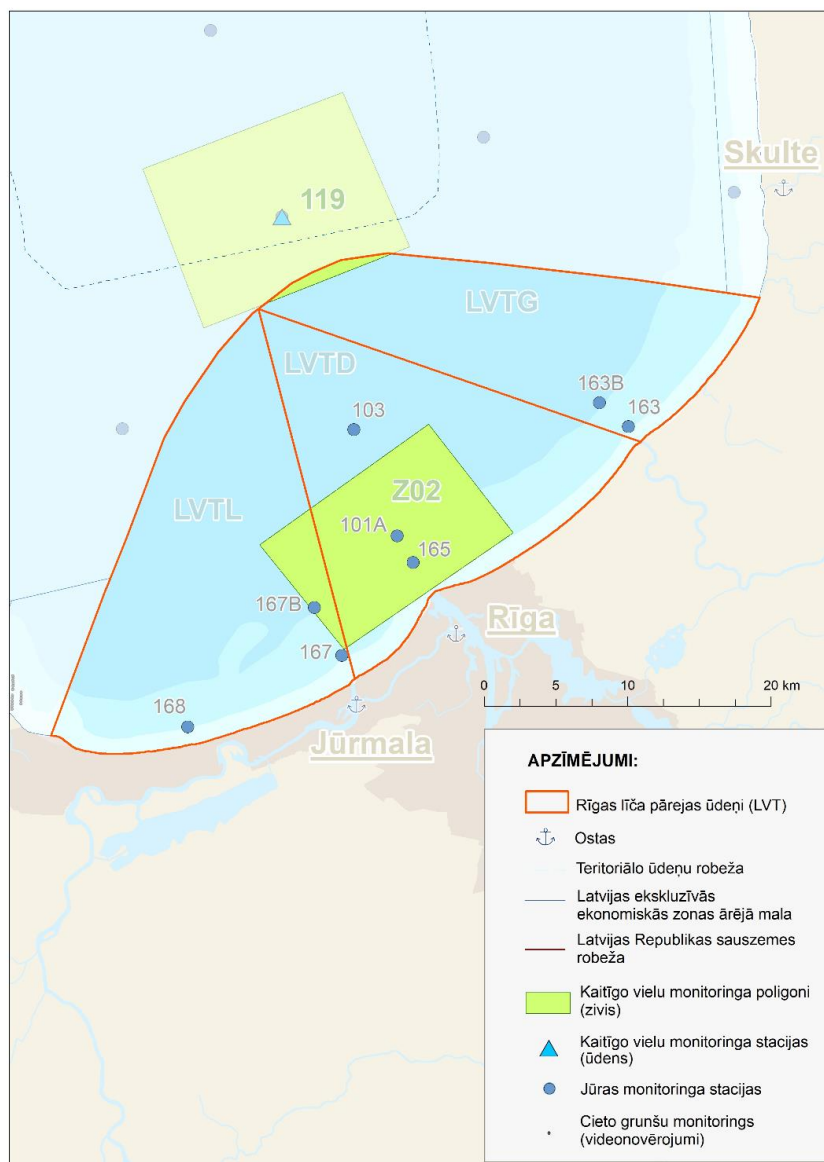 Skulte
119
LVTG
LVTD
163B
163
103
Z02
LVTL
101A
165
167B
Rīga
167
168
Jūrmala
0 5 10 20 km
APZĪMĒJUMI:
Rīgas līča pārejas ūdeņi (LVT)
Ostas
Teritoriālo ūdeņu robeža
Latvijas ekskluzīvās
ekonomiskās zonas ārējā mala
Latvijas Republikas sauszemes
robeža
Kaitīgo vielu monitoringa poligoni
(zivis)
Kaitīgo vielu monitoringa stacijas
(ūdens)
Jūras monitoringa stacijas
Cieto grunšu monitorings
(videonovērojumi)